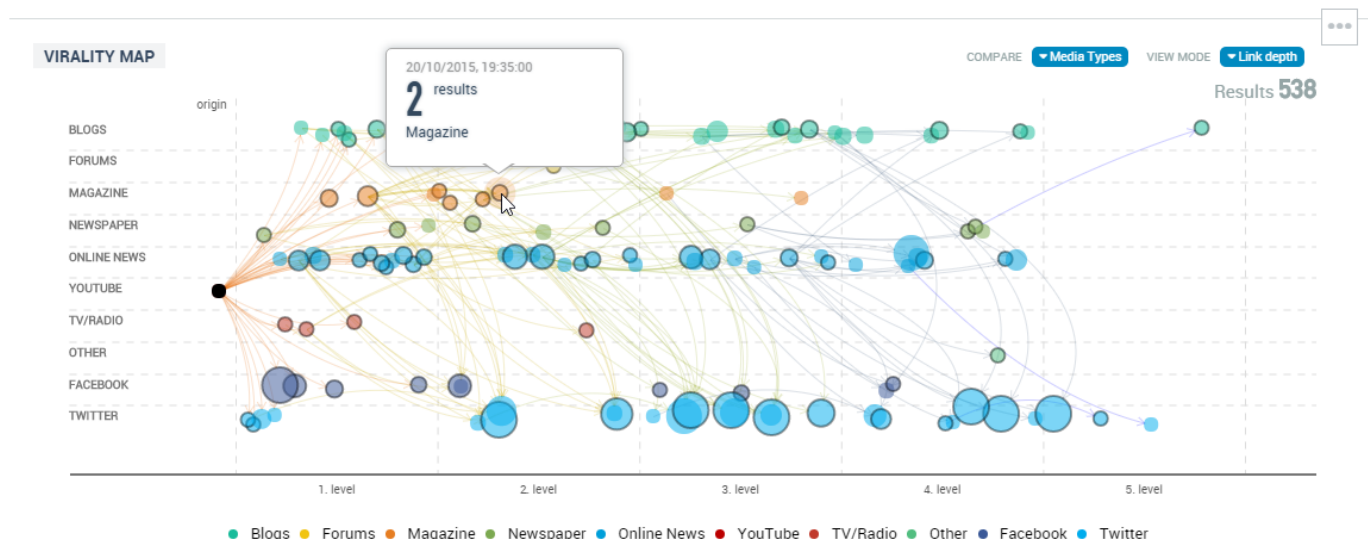 VIRALITY MAP
COMPARE Media Types VIEW MODE Link depth
Results 538
20/10/2015, 19:35:00
2 results
Magazine
origin
BLOGS
FORUMS
MAGAZINE
NEWSPAPER
ONLINE NEWS
YOUTUBE
TV/RADIO
OTHER
FACEBOOK
TWITTER
1. level 2. level 3. level 4. level 5. level
Blogs Forums Magazine Newspaper Online News YouTube TV/Radio Other Facebook Twitter